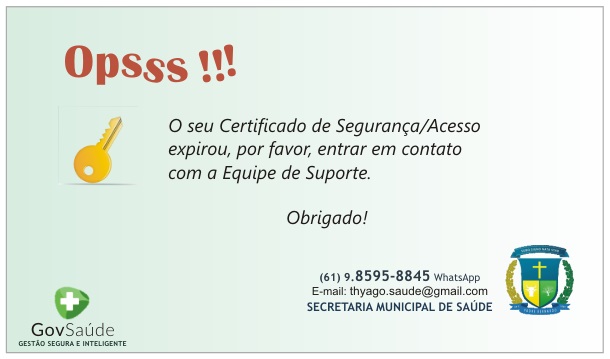 Opsss !!!
O seu Certificado de Segurança/Acesso
expirou, por favor, entrar em contato
com a Equipe de Suporte.
Obrigado!
(61) 9.8595-8845 WhatsApp
E-mail: thyago.saude@gmail.com
SECRETARIA MUNICIPAL DE SAÚDE
GovSaúde
GESTÃO SEGURA E INTELIGENTE